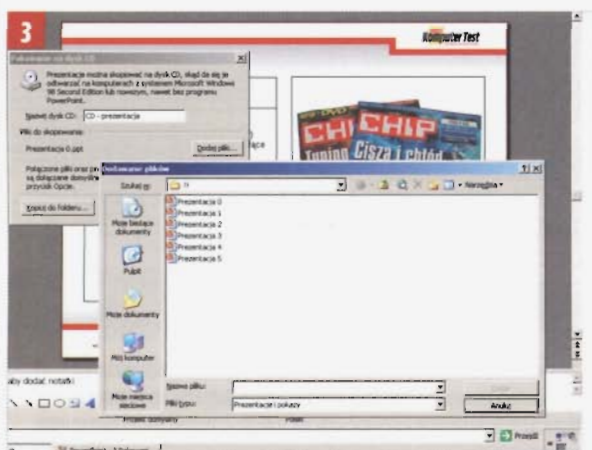 3
Komputer Test
Pakowanie na dysk CD
Prezentacje można skopiować na dysk CD, skąd da się je
odtwarzać na komputerach z systemem Microsoft Windows
98 Second Edition lub nowszym, nawet bez programu
PowerPoint.
Nazwij dysk CD: CD - prezentacja
Pliki do skopiowania:
Prezentacja 0.ppt
Dodaj pliki...
Połączone pliki oraz
są dołączane
przycisk Opcje.
Kopiuj do folderu...
CHIP
CHIP
Tuning
Cisza i chłód
Dodawanie plików
Szukaj w:
Narzędzia
Moje bieżące
dokumenty
Pulpit
Moje dokumenty
Mój komputer
Moje miejsca
sieciowe
Prezentacja 0
Prezentacja 1
Prezentacja 2
Prezentacja 3
Prezentacja 4
Prezentacja 5
Nazwa pliku:
Pliki typu: Prezentacje i pokazy
Anuluj
aby dodać notatki
Projekt domyślny
Polski
Przejdź